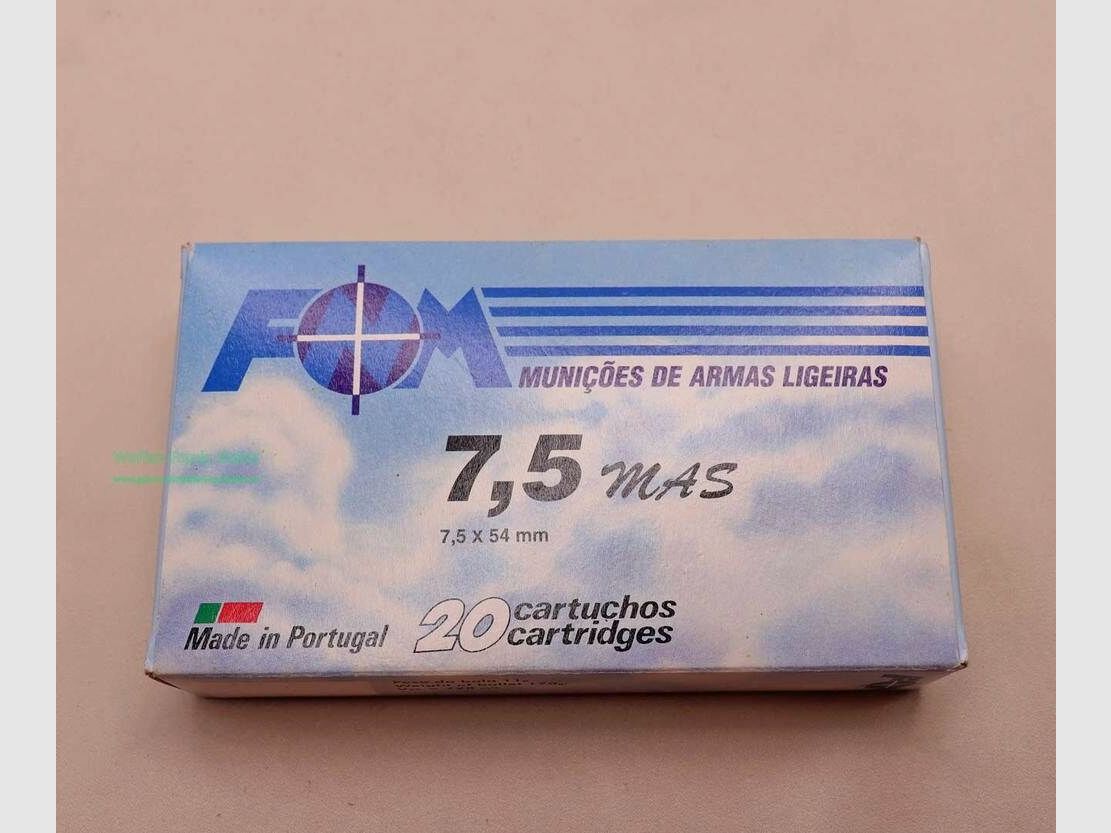 FNM
MUNIÇÕES DE ARMAS LIGEIRAS
7,5 MAS
7,5 x 54 mm
Made in Portugal
20 cartuchos
cartridges